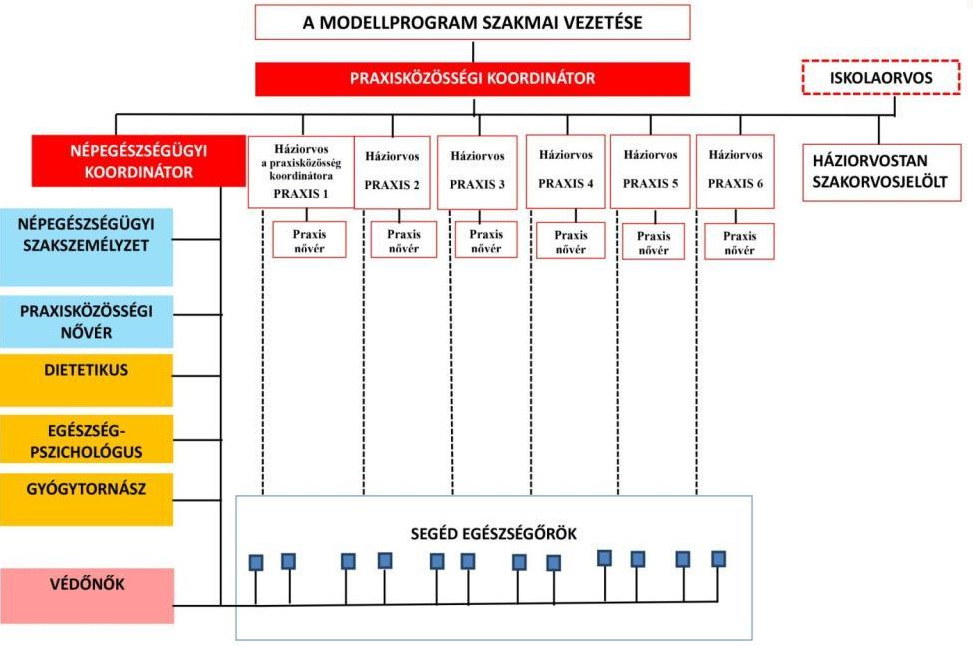 A MODELLPROGRAM SZAKMAI VEZETÉSE
PRAXISKÖZÖSSÉGI KOORDINÁTOR
ISKOLAORVOS
NÉPEGÉSZSÉGÜGYI
KOORDINÁTOR
Háziorvos
a praxisközösség
koordinátora
PRAXIS 1
Háziorvos
PRAXIS 2
Háziorvos
PRAXIS 3
Háziorvos
PRAXIS 4
Háziorvos
PRAXIS 5
Háziorvos
PRAXIS 6
HÁZIORVOSTAN
SZAKORVOSJELÖLT
Praxis
nővér
Praxis
nővér
Praxis
nővér
Praxis
nővér
Praxis
nővér
Praxis
nővér
NÉPEGÉSZSÉGÜGYI
SZAKSZEMÉLYZET
PRAXISKÖZÖSSÉGI
NŐVÉR
DIETETIKUS
EGÉSZSÉG-
PSZICHOLÓGUS
GYÓGYTORNÁSZ
VÉDŐNŐK
SEGÉD EGÉSZSÉGŐRÖK